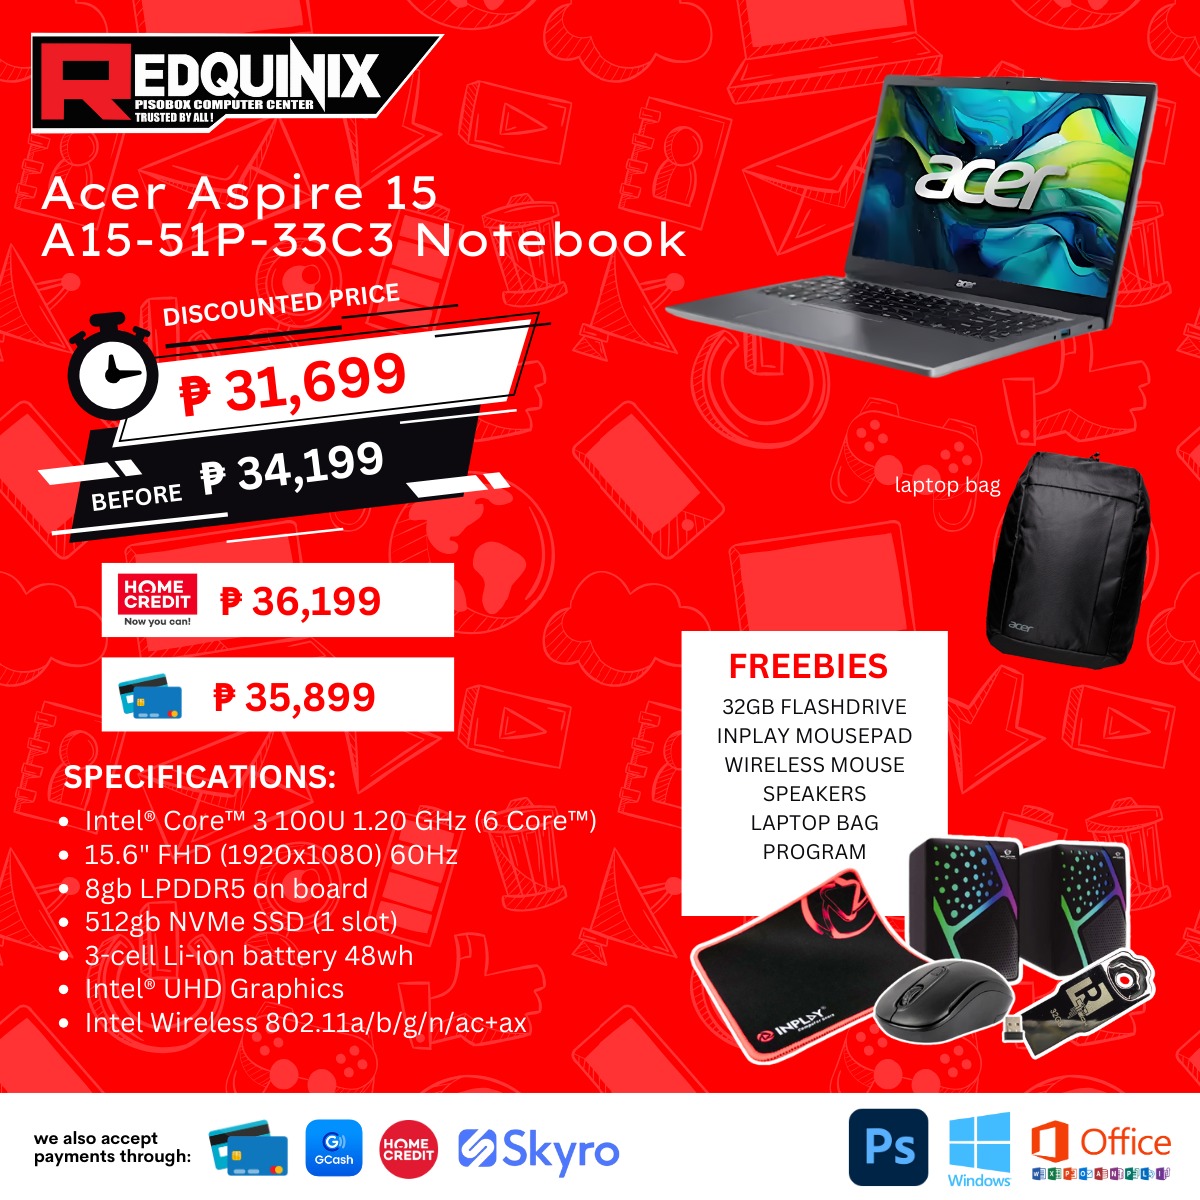 REDQUINIX
PISOBOX COMPUTER CENTER
TRUSTED BY ALL !
Acer Aspire 15
A15-51P-33C3 Notebook
acer
acer
DISCOUNTED PRICE
₱ 31,699
BEFORE ₱ 34,199
laptop bag
acer
HOME
CREDIT
Now you can!
₱ 36,199
₱ 35,899
FREEBIES
32GB FLASHDRIVE
INPLAY MOUSEPAD
WIRELESS MOUSE
SPEAKERS
LAPTOP BAG
PROGRAM
SPECIFICATIONS:
• Intel® Core™ 3 100U 1.20 GHz (6 Core™)
• 15.6" FHD (1920x1080) 60Hz
• 8gb LPDDR5 on board
• 512gb NVMe SSD (1 slot)
• 3-cell Li-ion battery 48wh
• Intel® UHD Graphics
• Intel Wireless 802.11a/b/g/n/ac+ax
INPLAY
32GB
we also accept
payments through:
GCash
HOME
CREDIT
Skyro
Ps
Windows
Office